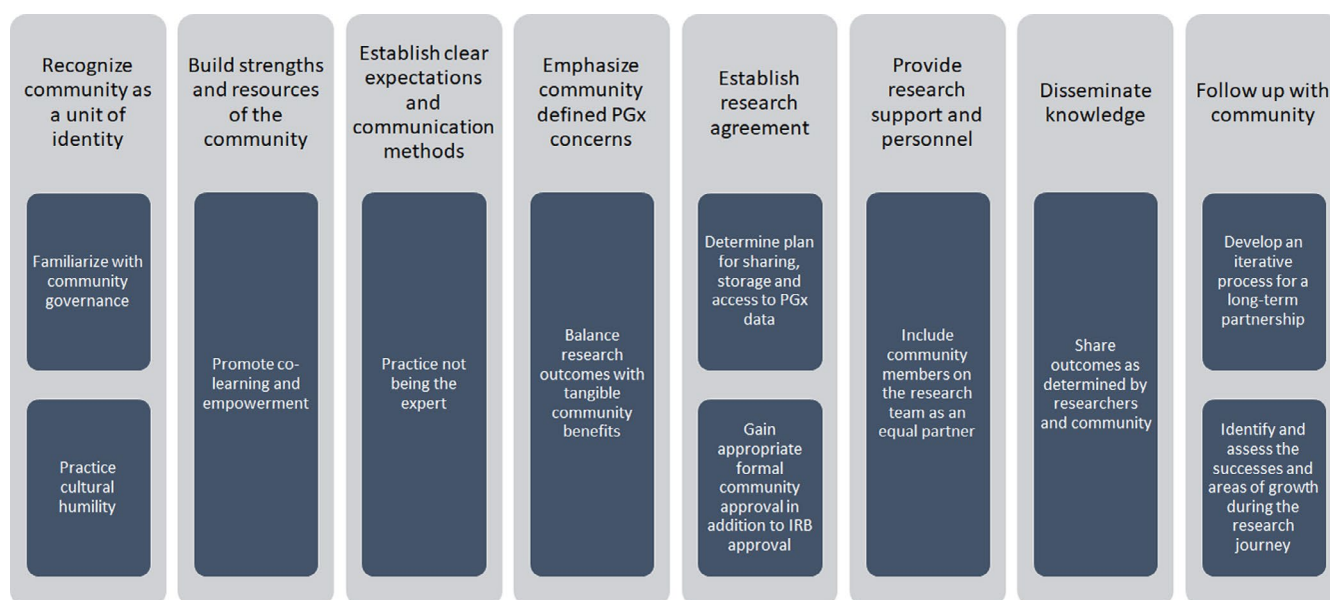 Recognize
community as
a unit of
identity
Familiarize with
community
governance
Practice
cultural
humility
Build strengths
and resources
of the
community
Promote co-
learning and
empowerment
Establish clear
expectations
and
communication
methods
Practice not
being the
expert
Emphasize
community
defined PGx
concerns
Balance
research
outcomes with
tangible
community
benefits
Establish
research
agreement
Determine plan
for sharing,
storage and
access to PGx
data
Gain
appropriate
formal
community
approval in
addition to IRB
approval
Provide
research
support and
personnel
Include
community
members on
the research
team as an
equal partner
Disseminate
knowledge
Share
outcomes as
determined by
researchers
and community
Follow up with
community
Develop an
iterative
process for a
long-term
partnership
Identify and
assess the
successes and
areas of growth
during the
research
journey